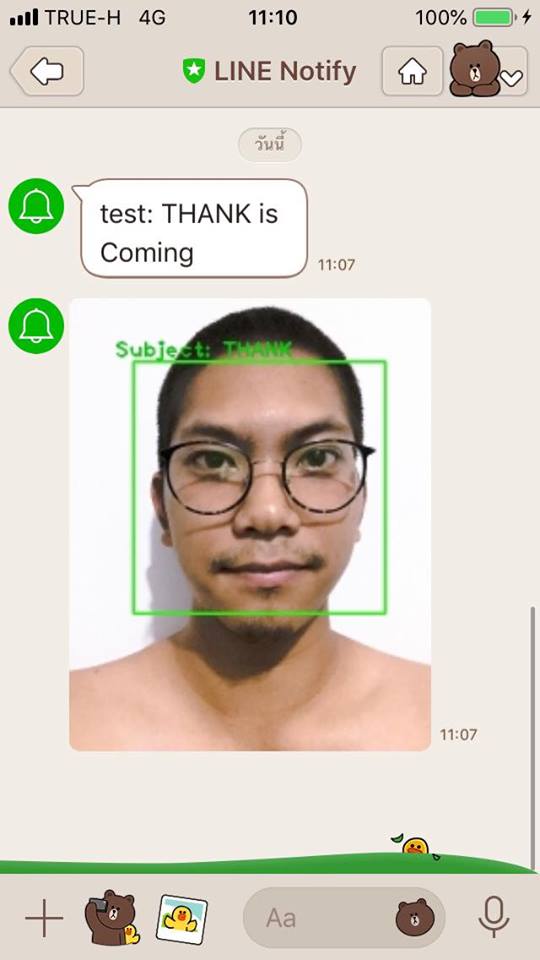 TRUE-H 4G 11:10 100%
LINE Notify
วันนี้
test: THANK is
Coming
11:07
Subject: THANK
11:07
Aa